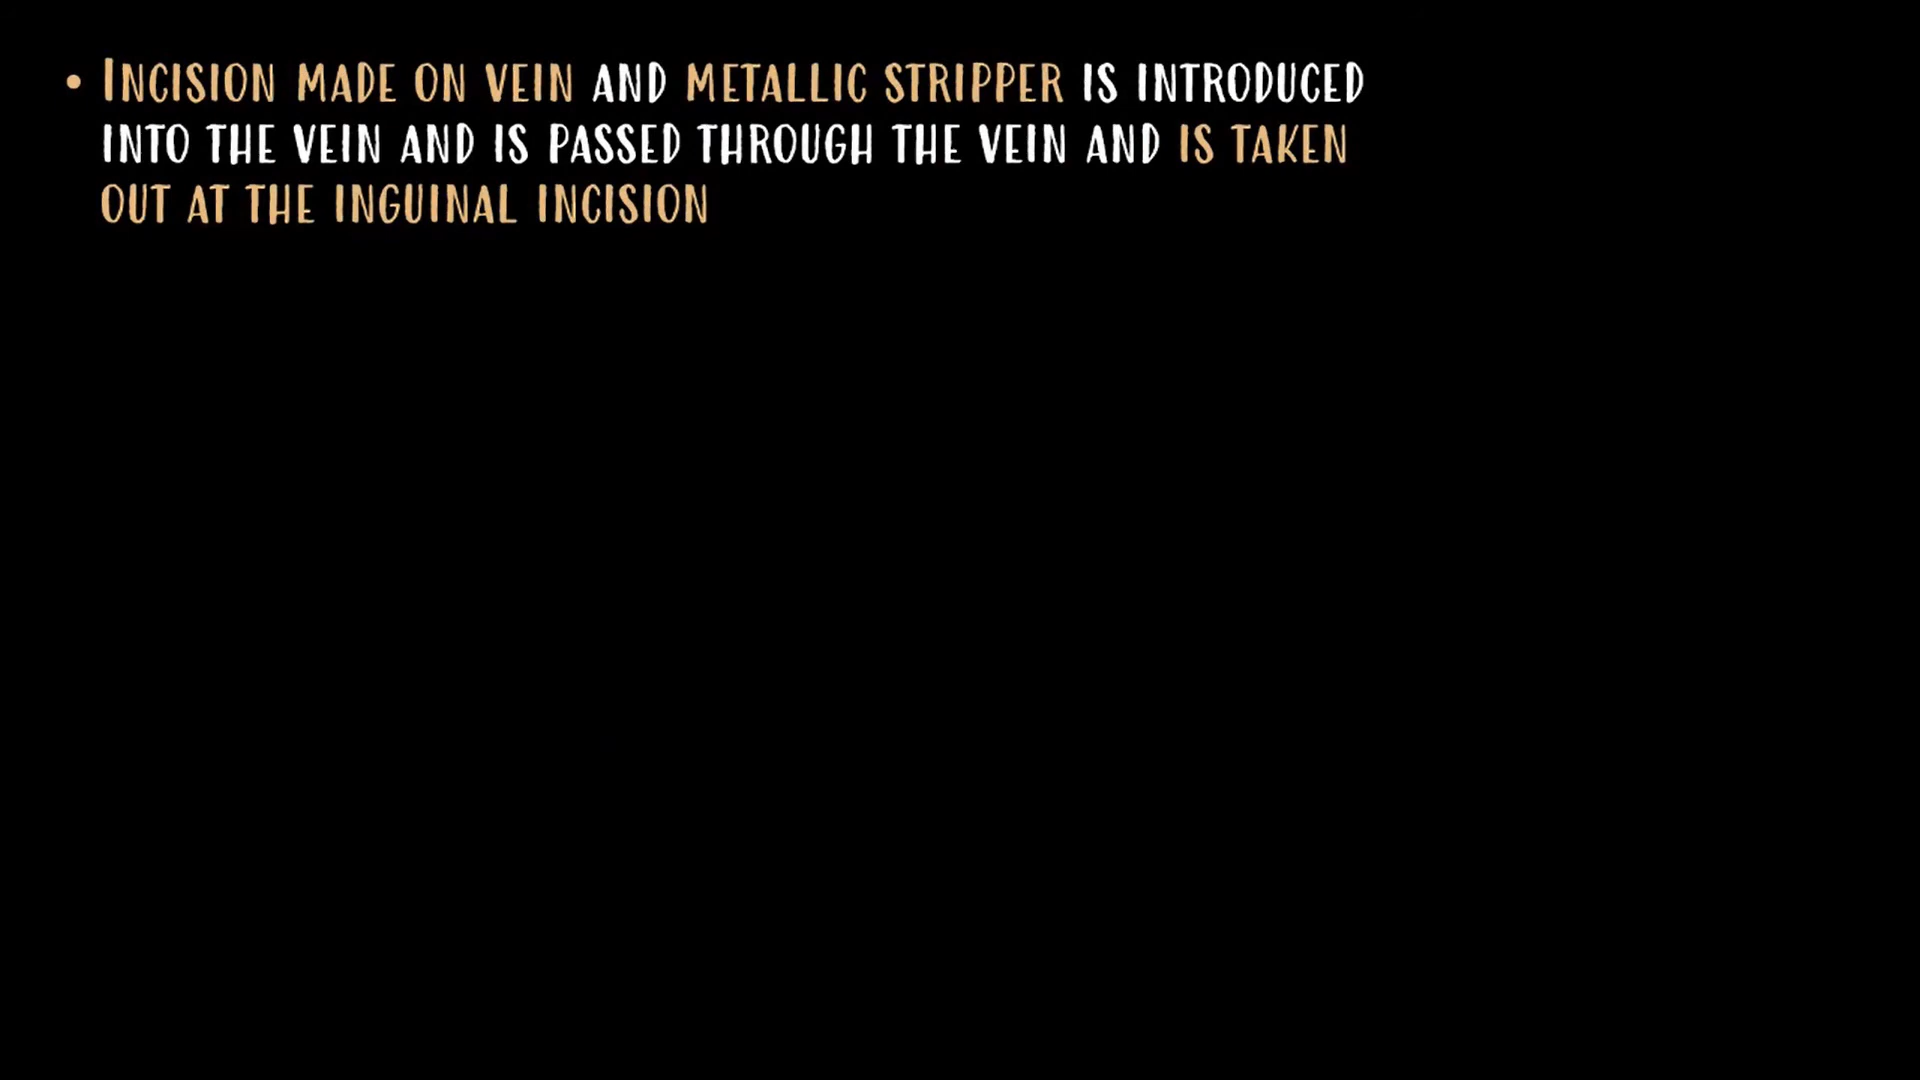 • Incision made on vein and metallic stripper is introduced
into the vein and is passed through the vein and is taken
out at the inguinal incision